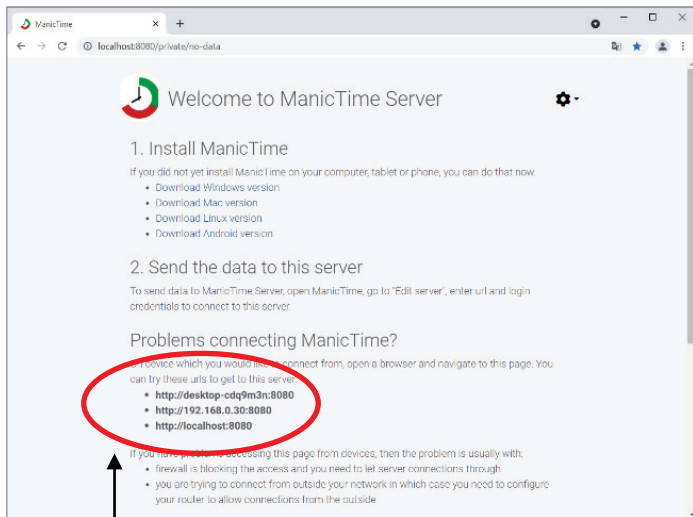 ManicTime
localhost:8080/private/no-data
Welcome to ManicTime Server
1. Install ManicTime
If you did not yet install ManicTime on your computer, tablet or phone, you can do that now.
• Download Windows version
• Download Mac version
• Download Linux version
• Download Android version
2. Send the data to this server
To send data to ManicTime Server, open ManicTime, go to "Edit server", enter url and login
credentials to connect to this server.
Problems connecting ManicTime?
device which you would like to connect from, open a browser and navigate to this page. You
can try these urls to get to this server:
• http://desktop-cdq9m3n:8080
• http://192.168.0.30:8080
• http://localhost:8080
If you have problems accessing this page from devices, then the problem is usually with:
• firewall is blocking the access and you need to let server connections through
• you are trying to connect from outside your network in which case you need to configure
your router to allow connections from the outside